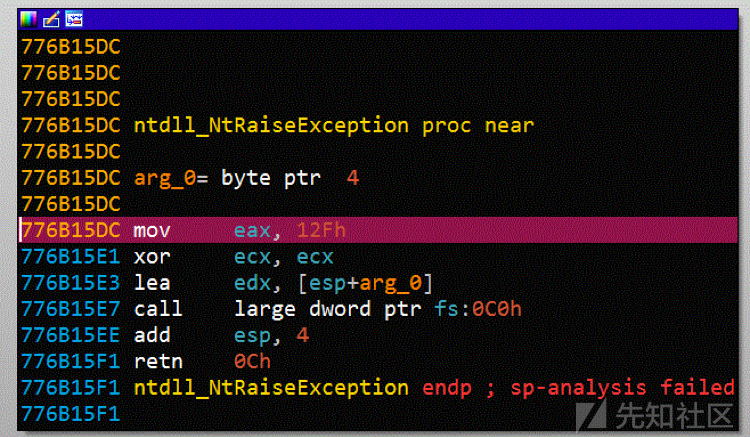 776B15DC
776B15DC
776B15DC
776B15DC ntdll_NtRaiseException proc near
776B15DC
776B15DC arg_0= byte ptr  4
776B15DC
776B15DC mov     eax, 12Fh
776B15E1 xor     ecx, ecx
776B15E3 lea     edx, [esp+arg_0]
776B15E7 call    large dword ptr fs:0C0h
776B15EE add     esp, 4
776B15F1 retn    0Ch
776B15F1 ntdll_NtRaiseException endp ; sp-analysis failed
776B15F1
先知社区